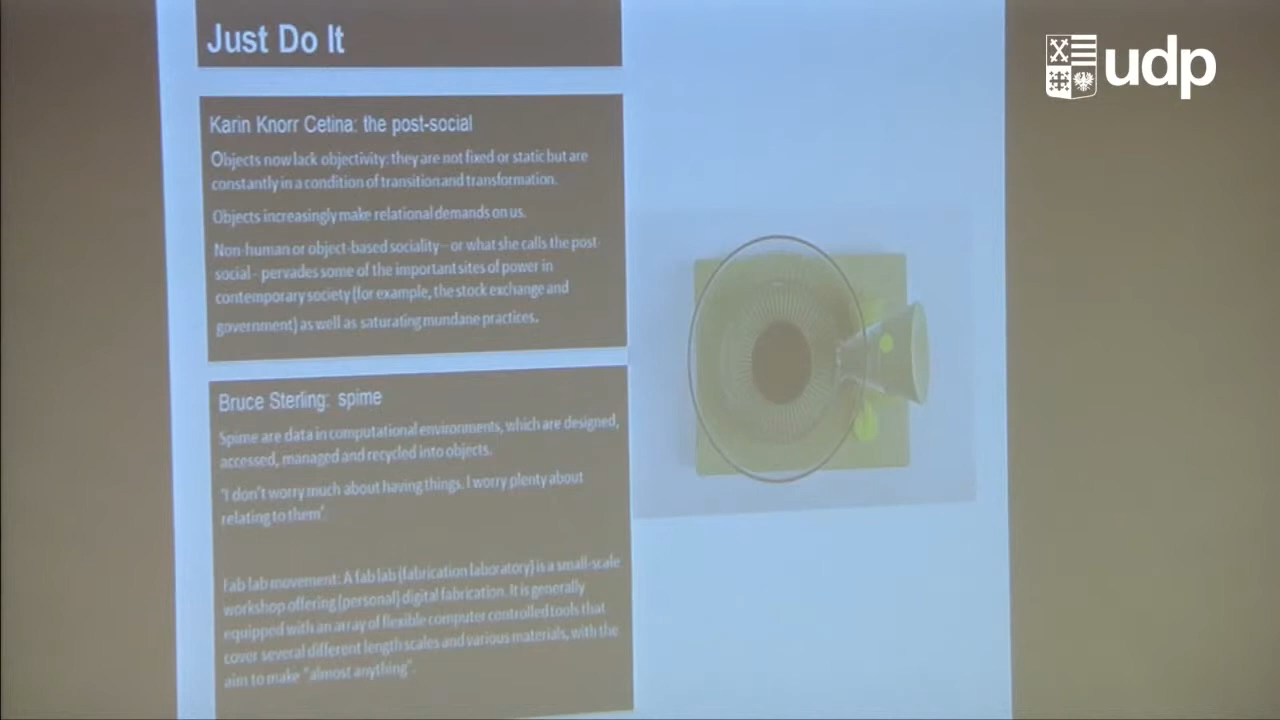 Just Do It
udp
Karin Knorr Cetina: the post-social
Objects now lack objectivity: they are not fixed or static but are
constantly in a condition of transition and transformation.
Objects increasingly make relational demands on us.
Non-human or object-based sociality – or what she calls the post-
social - pervades some of the important sites of power in
contemporary society (for example, the stock exchange and
government) as well as saturating mundane practices.
Bruce Sterling: spime
Spime are data in computational environments, which are designed,
accessed, managed and recycled into objects.
"I don't worry much about having things. I worry plenty about
relating to them".
Fab lab movement: A fab lab (fabrication laboratory) is a small-scale
workshop offering (personal) digital fabrication. It is generally
equipped with an array of flexible computer controlled tools that
cover several different length scales and various materials, with the
aim to make "almost anything".